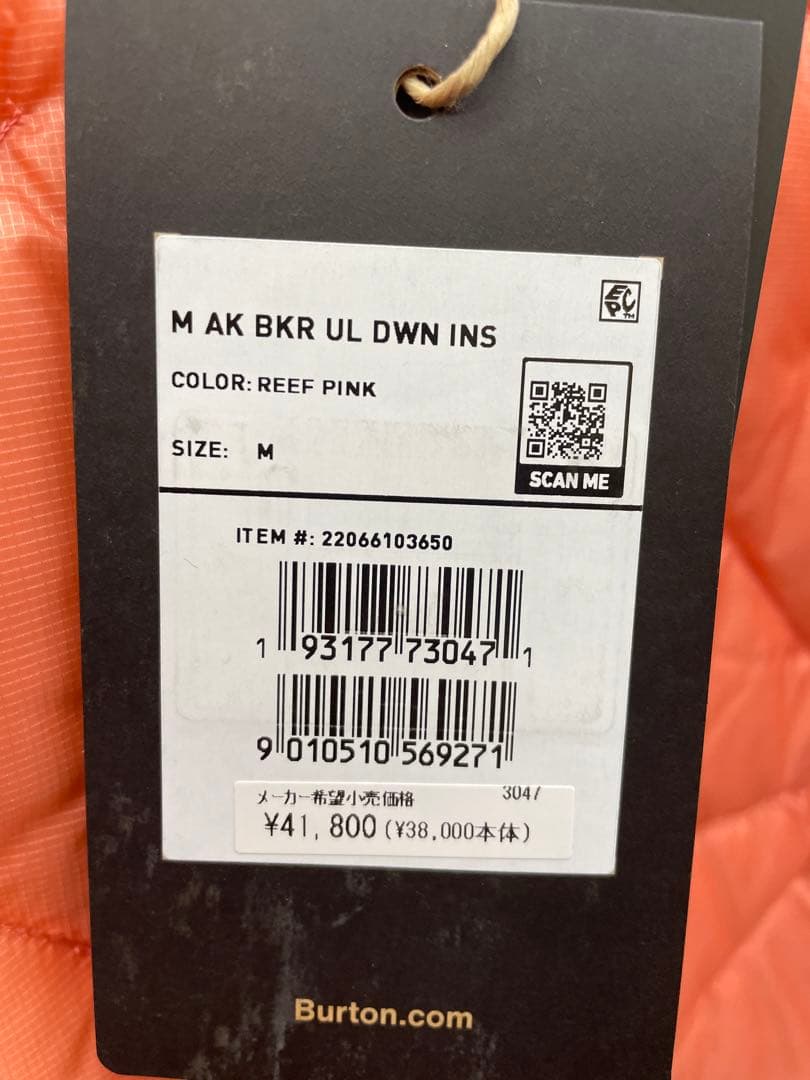 M AK BKR UL DWN INS
COLOR: REEF PINK
SIZE: M
SCAN ME
ITEM #: 22066103650
1 93177 73047 1
9 010510 569271
メーカー希望小売価格 3047
¥41,800(¥38,000本体)
Burton.com